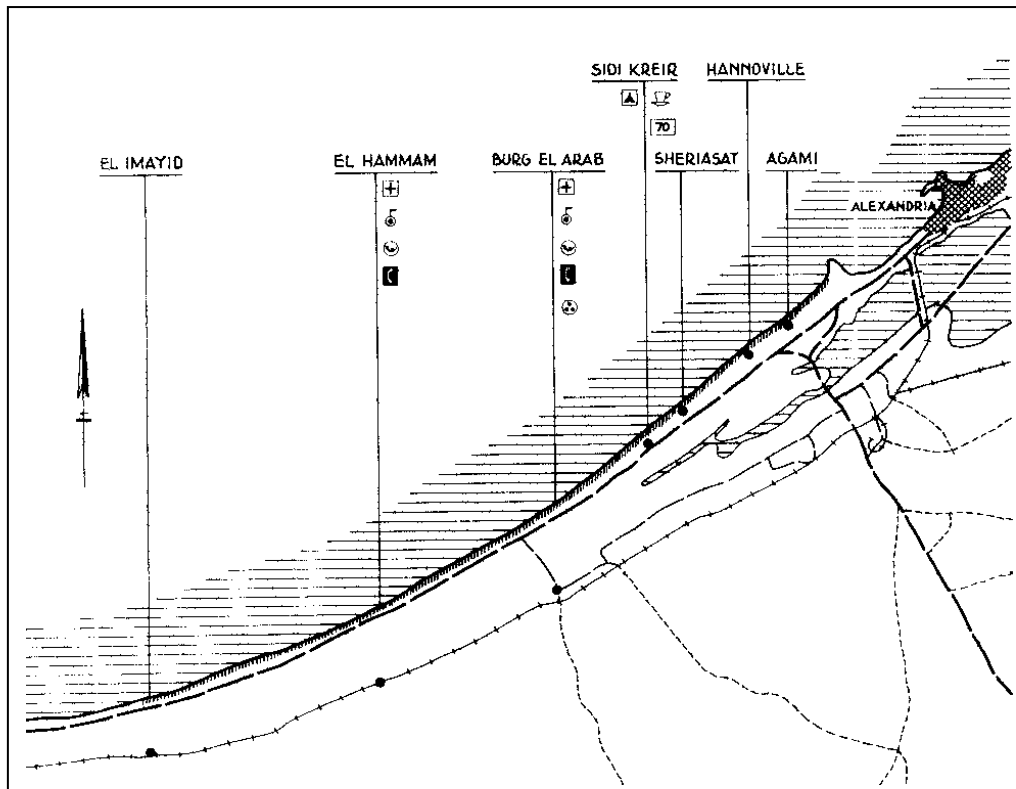 SIDI KREIR HANNOVILLE
70
EL IMAYID EL HAMMAM BURG EL ARAB SHERIASAT AGAMI
ALEXANDRIA